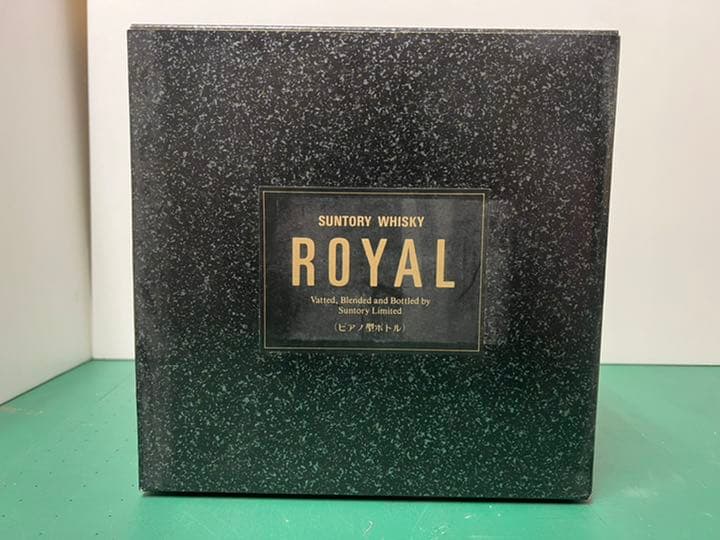 SUNTORY WHISKY
ROYAL
Vatted, Blended and Bottled by
Suntory Limited
(ピアノ型ボトル)